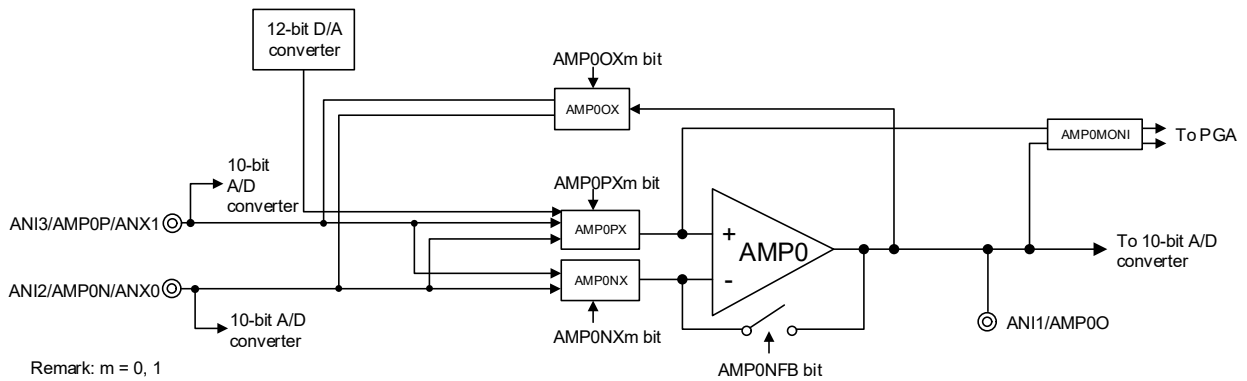 12-bit D/A
converter
AMP0OXm bit
AMP0OX
AMP0MONI
To PGA
10-bit
A/D
converter
AMP0PXm bit
ANI3/AMP0P/ANX1
AMP0PX
+
AMP0
-
To 10-bit A/D
converter
AMP0NX
ANI2/AMP0N/ANX0
10-bit A/D
converter
AMP0NXm bit
ANI1/AMP0O
AMP0NFB bit
Remark: m = 0, 1